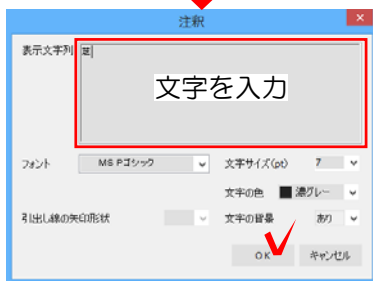 注釈
表示文字列 芝
文字を入力
フォント MS Pゴシック 文字サイズ(pt) 7
文字の色 濃グレー
引出し線の矢印形状 文字の背景 あり
OK キャンセル